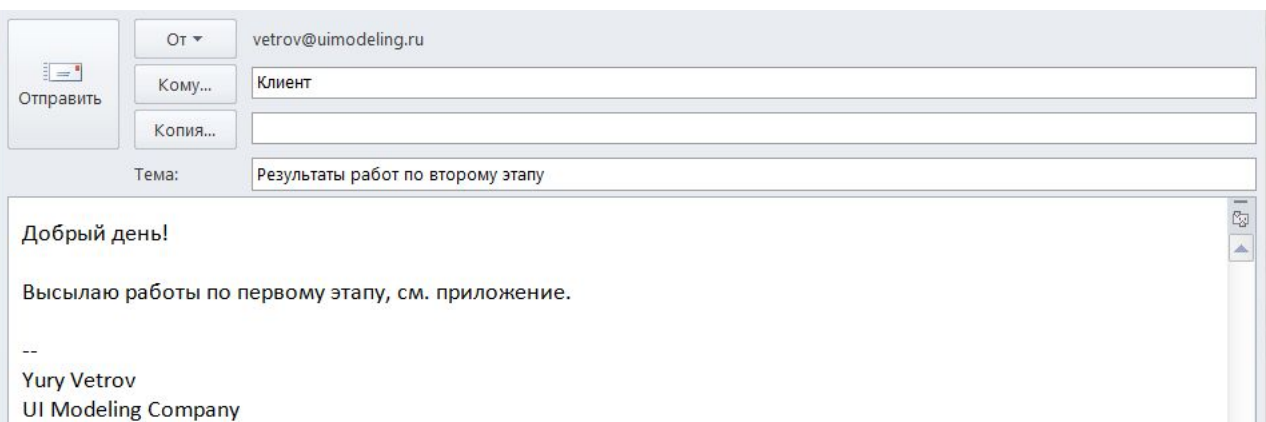 От
vetrov@uimodeling.ru
Отправить
Кому...
Клиент
Копия...
Тема:
Результаты работ по второму этапу
Добрый день!
Высылаю работы по первому этапу, см. приложение.
--
Yury Vetrov
UI Modeling Company